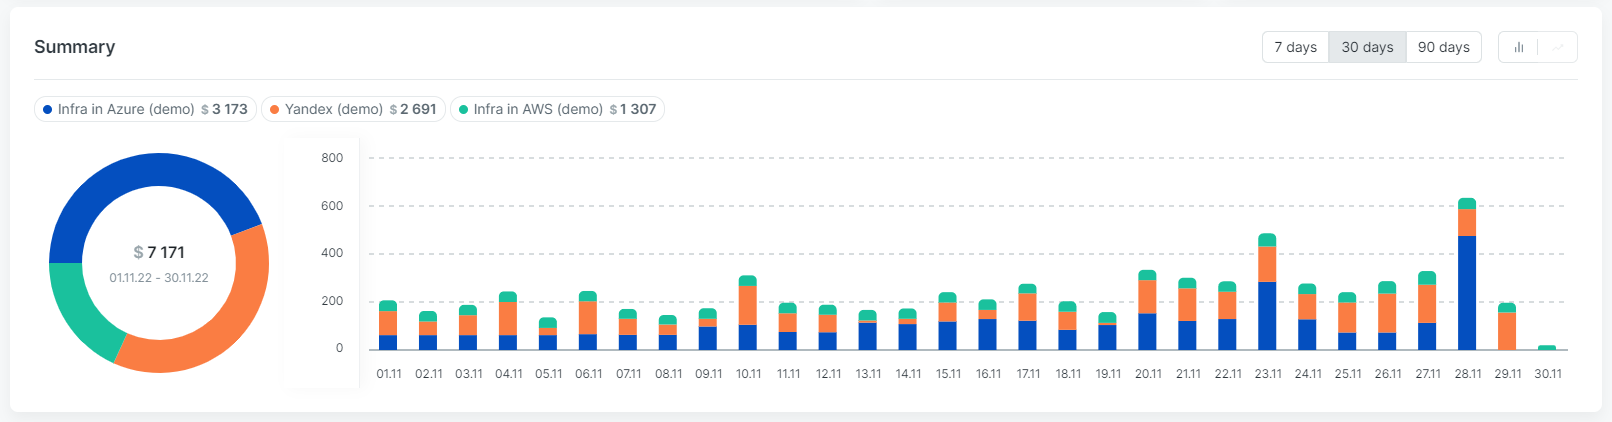 Summary
7 days 30 days 90 days
Infra in Azure (demo) $ 3 173 Yandex (demo) $ 2 691 Infra in AWS (demo) $ 1 307
$ 7 171
01.11.22 - 30.11.22
800
600
400
200
0
01.11 02.11 03.11 04.11 05.11 06.11 07.11 08.11 09.11 10.11 11.11 12.11 13.11 14.11 15.11 16.11 17.11 18.11 19.11 20.11 21.11 22.11 23.11 24.11 25.11 26.11 27.11 28.11 29.11 30.11